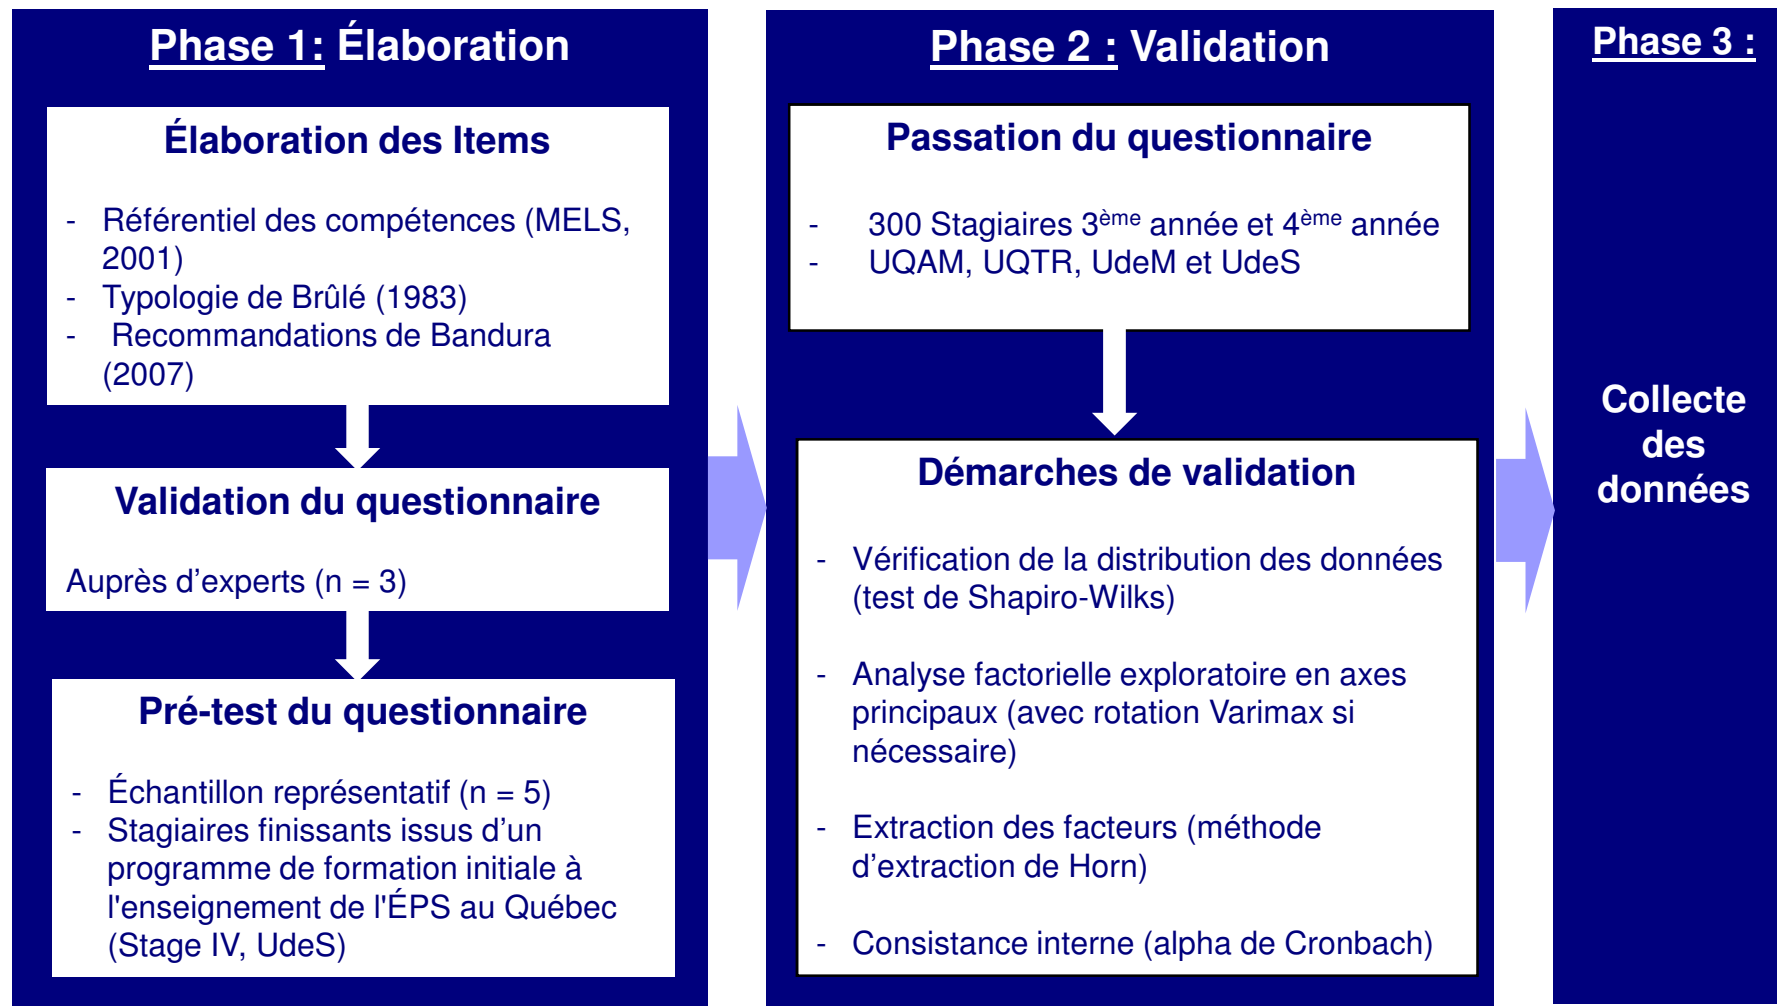 Phase 1: Élaboration
Élaboration des Items
- Référentiel des compétences (MELS,
2001)
- Typologie de Brûlé (1983)
- Recommandations de Bandura
(2007)
Validation du questionnaire
Auprès d’experts (n = 3)
Pré-test du questionnaire
- Échantillon représentatif (n = 5)
- Stagiaires finissants issus d’un
programme de formation initiale à
l'enseignement de l'ÉPS au Québec
(Stage IV, UdeS)
Phase 2 : Validation
Passation du questionnaire
- 300 Stagiaires 3ème année et 4ème année
- UQAM, UQTR, UdeM et UdeS
Démarches de validation
- Vérification de la distribution des données
(test de Shapiro-Wilks)
- Analyse factorielle exploratoire en axes
principaux (avec rotation Varimax si
nécessaire)
- Extraction des facteurs (méthode
d’extraction de Horn)
- Consistance interne (alpha de Cronbach)
Phase 3 :
Collecte
des
données